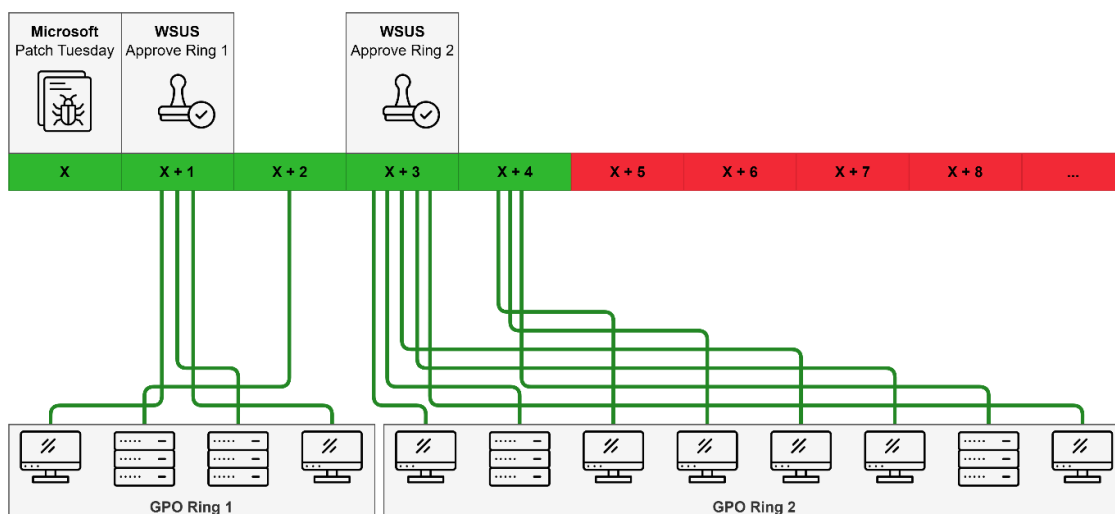 Microsoft
Patch Tuesday
WSUS
Approve Ring 1
WSUS
Approve Ring 2
X
X + 1
X + 2
X + 3
X + 4
X + 5
X + 6
X + 7
X + 8
...
GPO Ring 1
GPO Ring 2